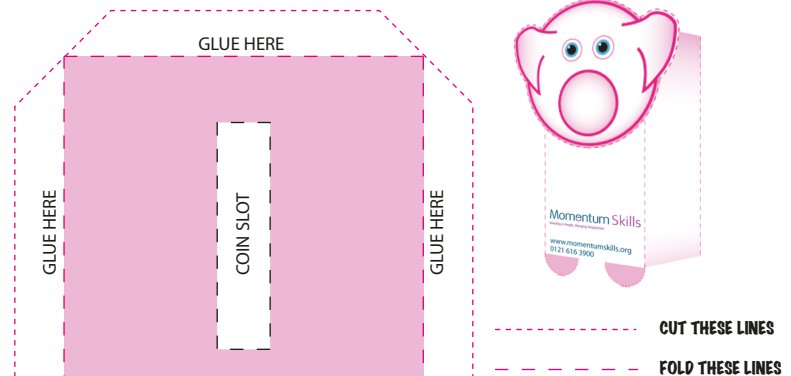 GLUE HERE
GLUE HERE
COIN SLOT
GLUE HERE
Momentum Skills
www.momentumskills.org
0121 616 3900
CUT THESE LINES
FOLD THESE LINES